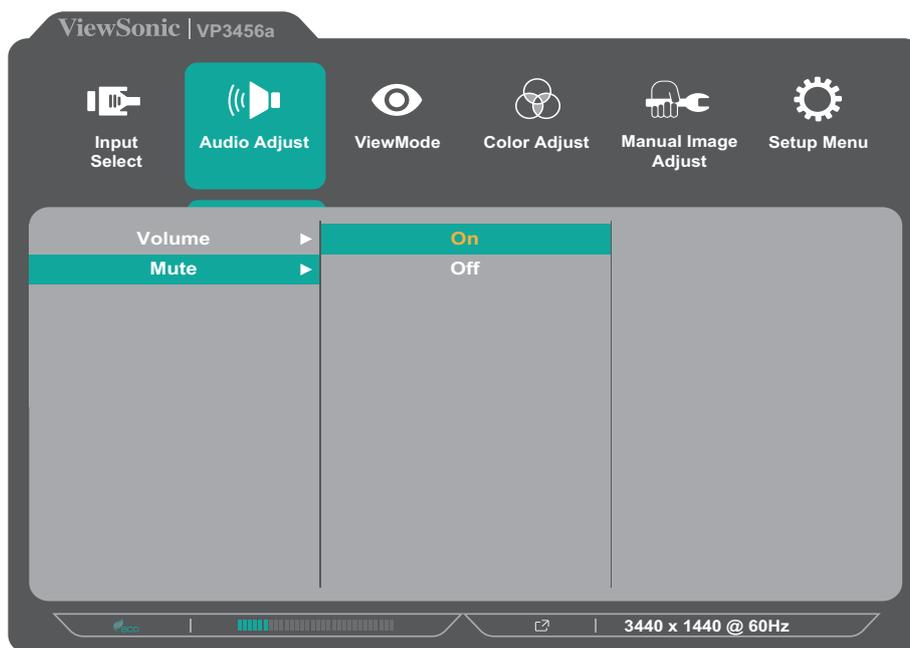 ViewSonic | VP3456a
Input
Select
Audio Adjust
ViewMode
Color Adjust
Manual Image
Adjust
Setup Menu
Volume
On
Mute
Off
ECO
3440 x 1440 @ 60Hz